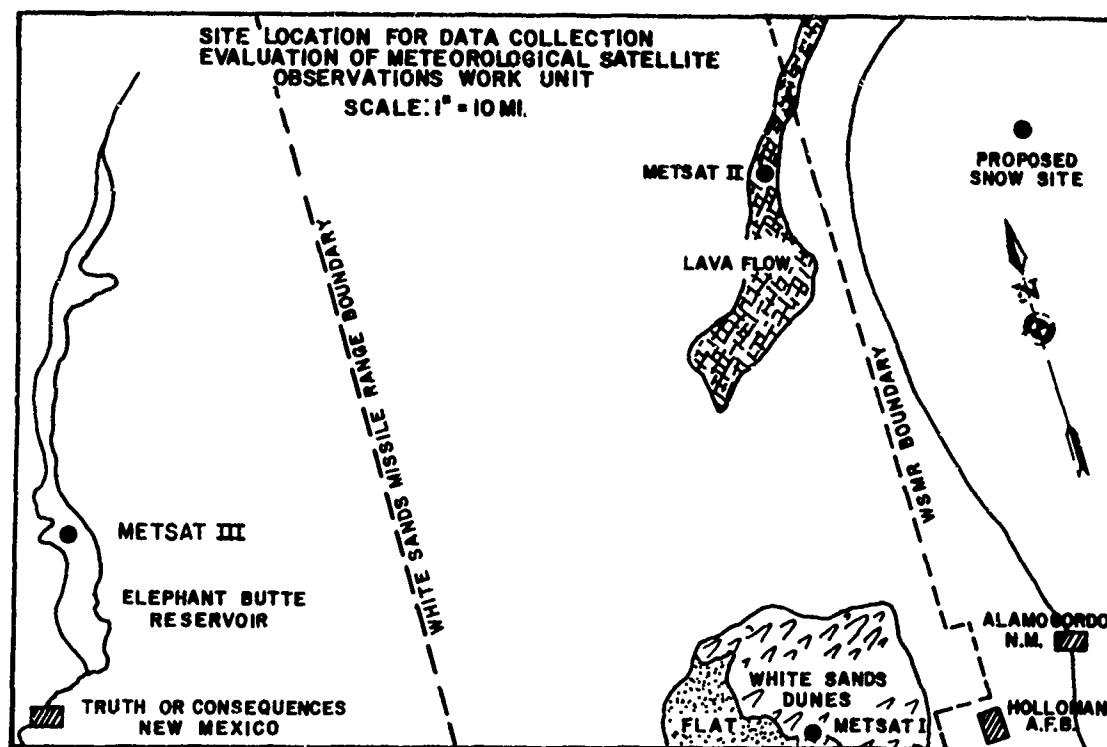 SITE LOCATION FOR DATA COLLECTION
EVALUATION OF METEOROLOGICAL SATELLITE
OBSERVATIONS WORK UNIT
SCALE: 1" = 10 MI.
METSAT II
PROPOSED
SNOW SITE
LAVA FLOW
N
WHITE SANDS MISSILE RANGE BOUNDARY
WSMR BOUNDARY
METSAT III
ELEPHANT BUTTE
RESERVOIR
ALAMOGORDO
N.M.
WHITE SANDS
DUNES
TRUTH OR CONSEQUENCES
NEW MEXICO
FLAT
METSAT I
HOLLOMAN
A.F.B.